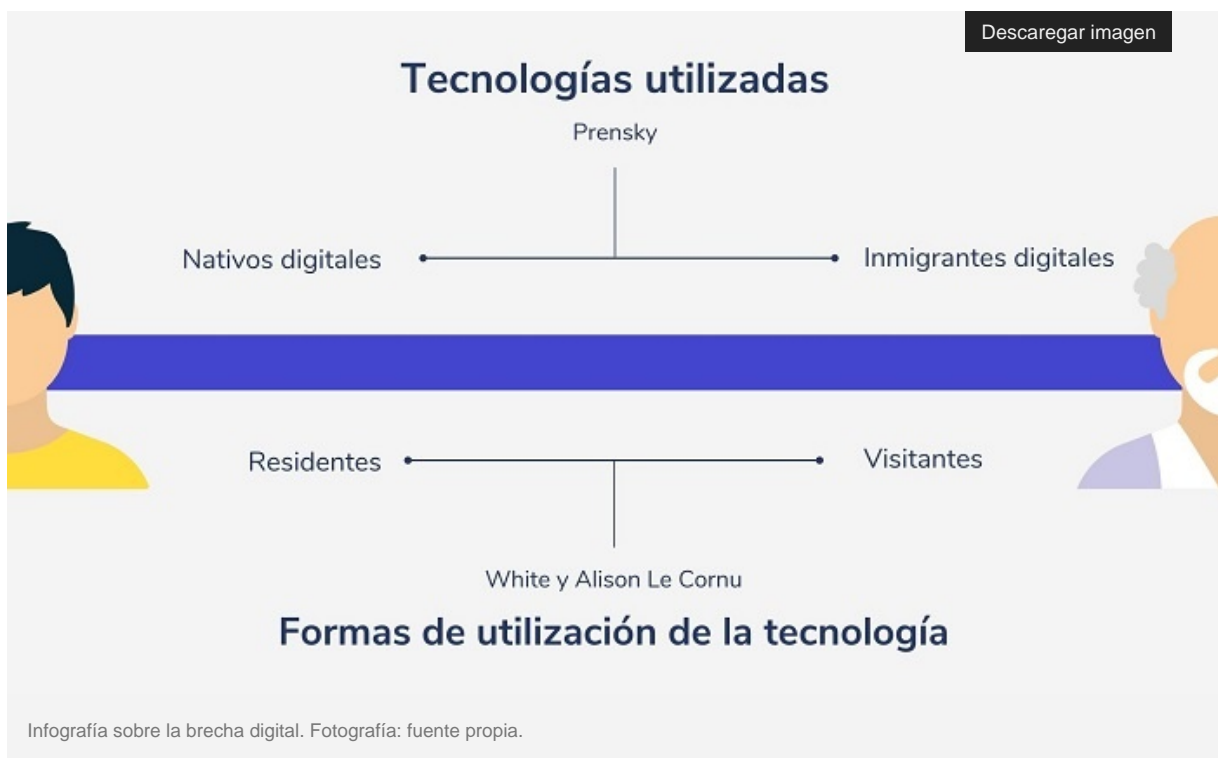 Descaregar imagen
Tecnologías utilizadas
Prensky
Nativos digitales
Inmigrantes digitales
Residentes
Visitantes
White y Alison Le Cornu
Formas de utilización de la tecnología
Infografía sobre la brecha digital. Fotografía: fuente propia.